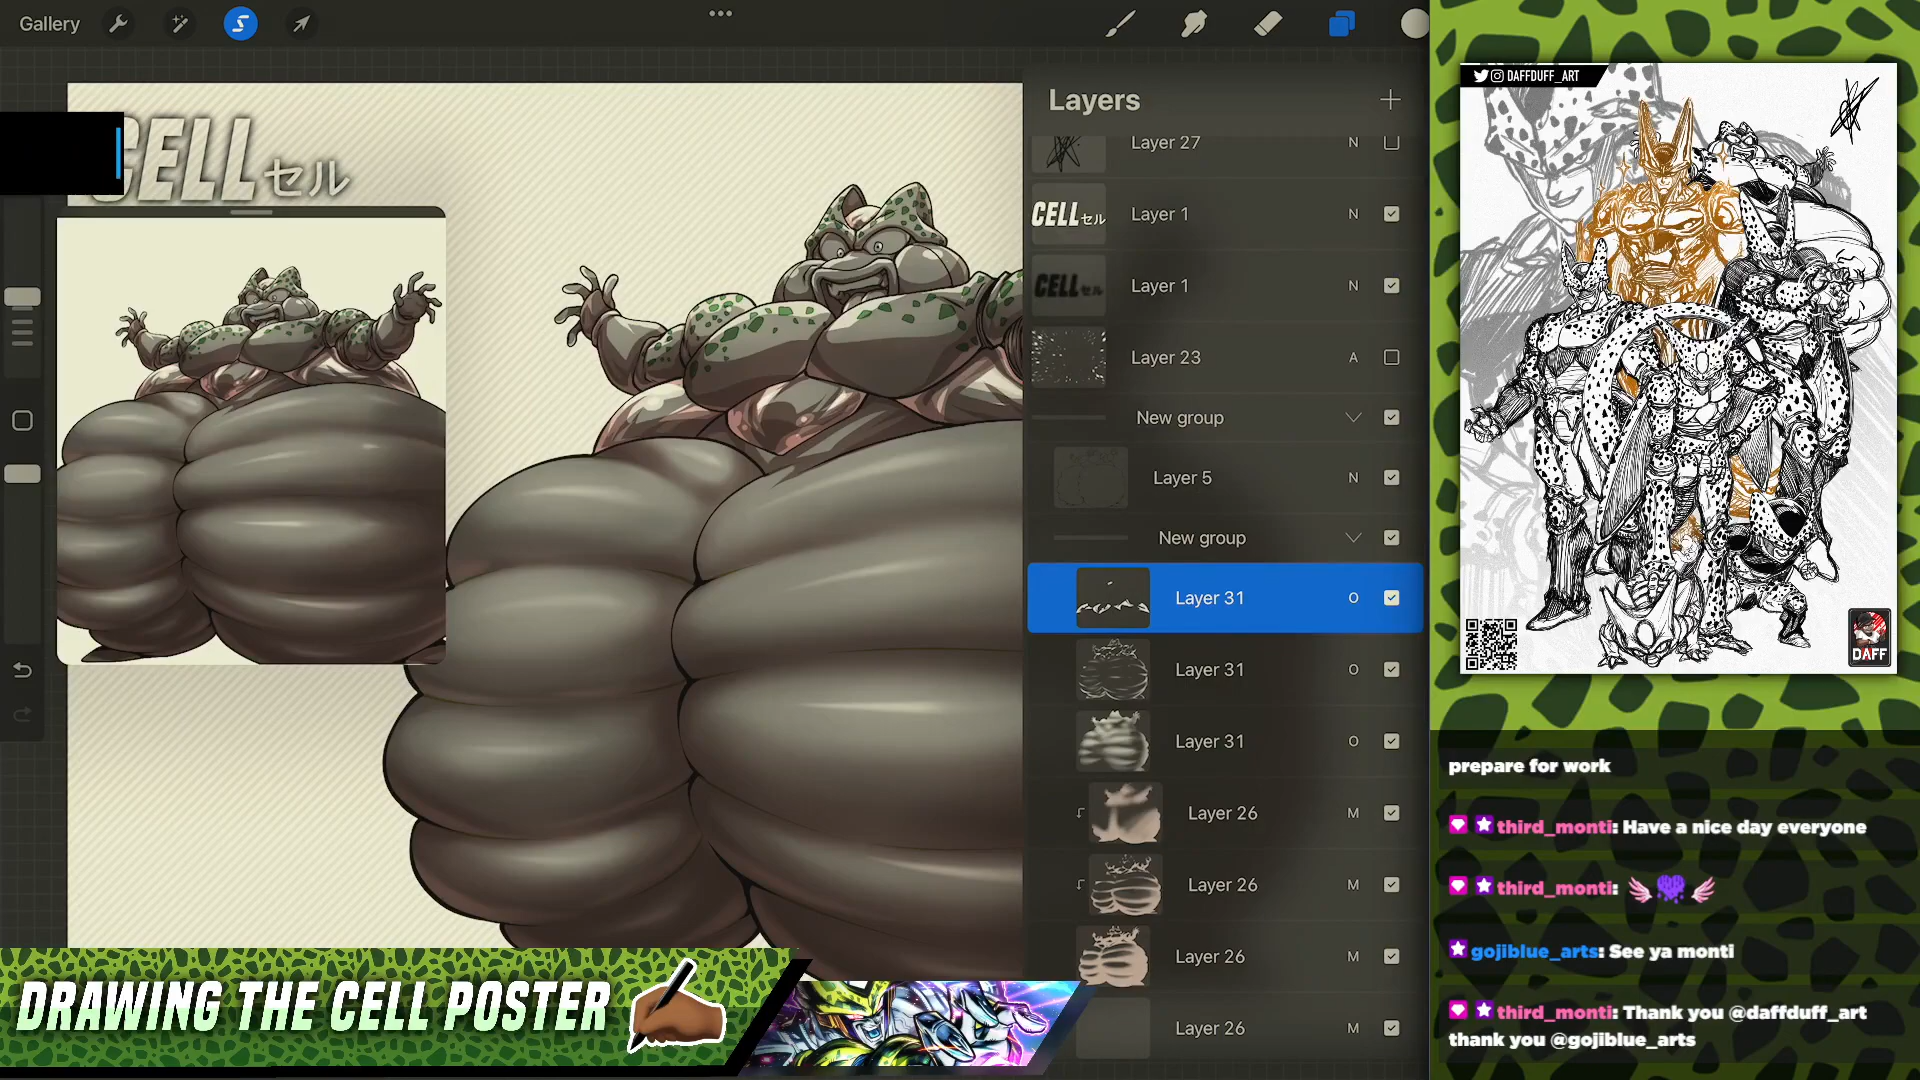 Gallery
Layers
CELL セル
Layer 27 N
CELLセル Layer 1 N
CELLセル Layer 1 N
Layer 23 A
New group
Layer 5 N
New group
Layer 31 O
Layer 31 O
Layer 31 O
Layer 26 M
Layer 26 M
Layer 26 M
Layer 26 M
DRAWING THE CELL POSTER
DAFFDUFF_ART
DAFF
prepare for work
third_monti: Have a nice day everyone
third_monti:
gojiblue_arts: See ya monti
third_monti: Thank you @daffduff_art
thank you @gojiblue_arts